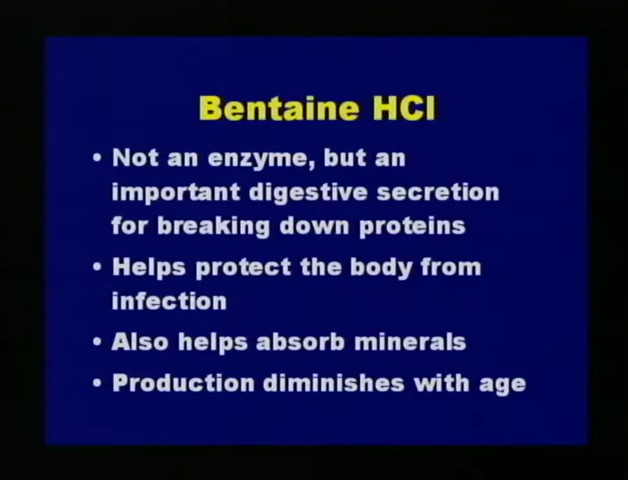 Bentaine HCl
• Not an enzyme, but an
important digestive secretion
for breaking down proteins
• Helps protect the body from
infection
• Also helps absorb minerals
• Production diminishes with age